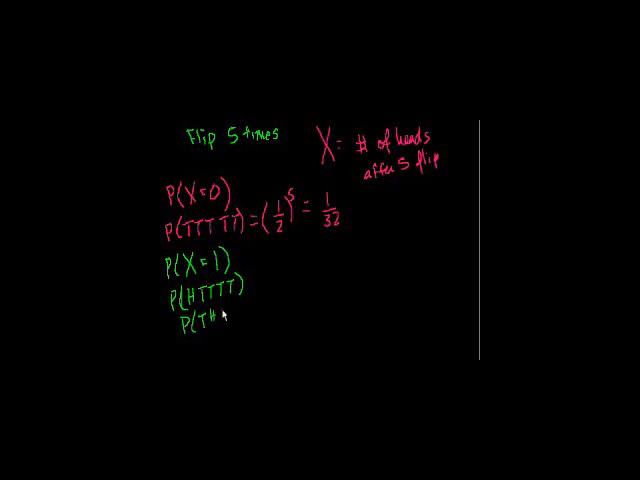 Flip 5 times
X = # of heads
after 5 flip
P(X=0)
P(TTTTT) = (1/2)^5 = 1/32
P(X=1)
P(HTTTT)
P(TH